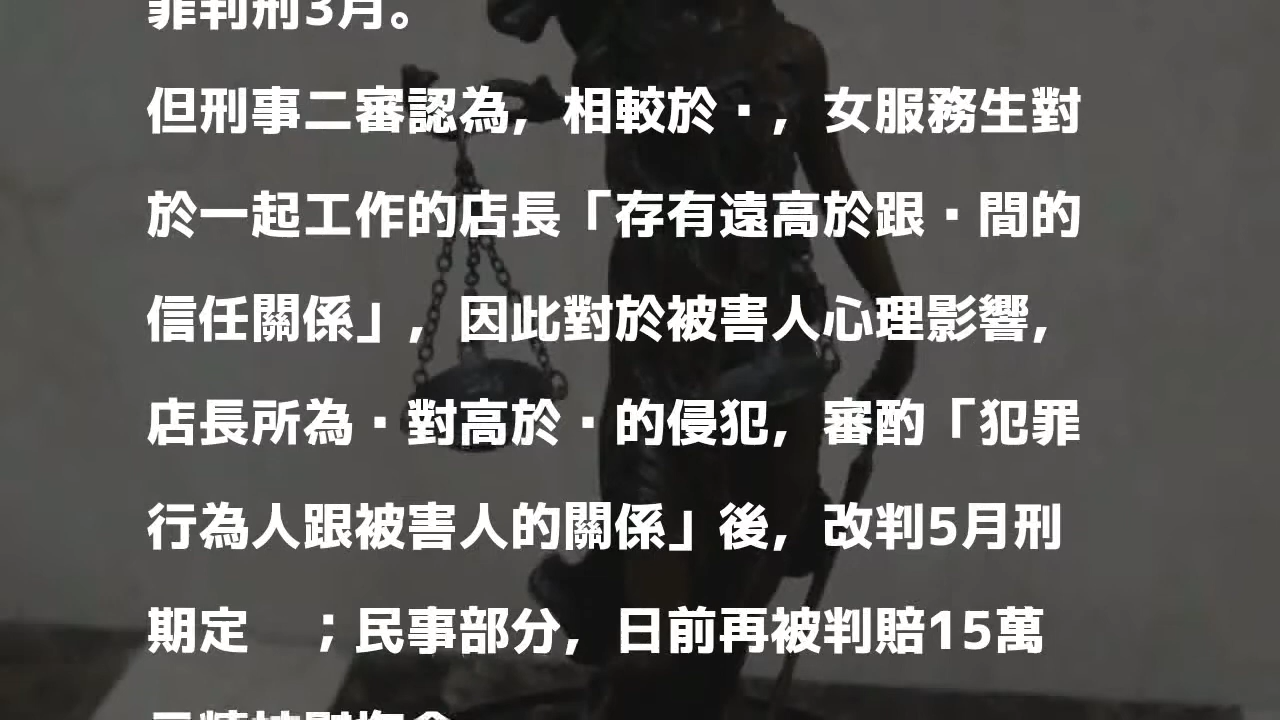 罪判刑3月。
但刑事二審認為，相較於▪，女服務生對
於一起工作的店長「存有遠高於跟▪間的
信任關係」，因此對於被害人心理影響，
店長所為▪對高於▪的侵犯，審酌「犯罪
行為人跟被害人的關係」後，改判5月刑
期定　；民事部分，日前再被判賠15萬